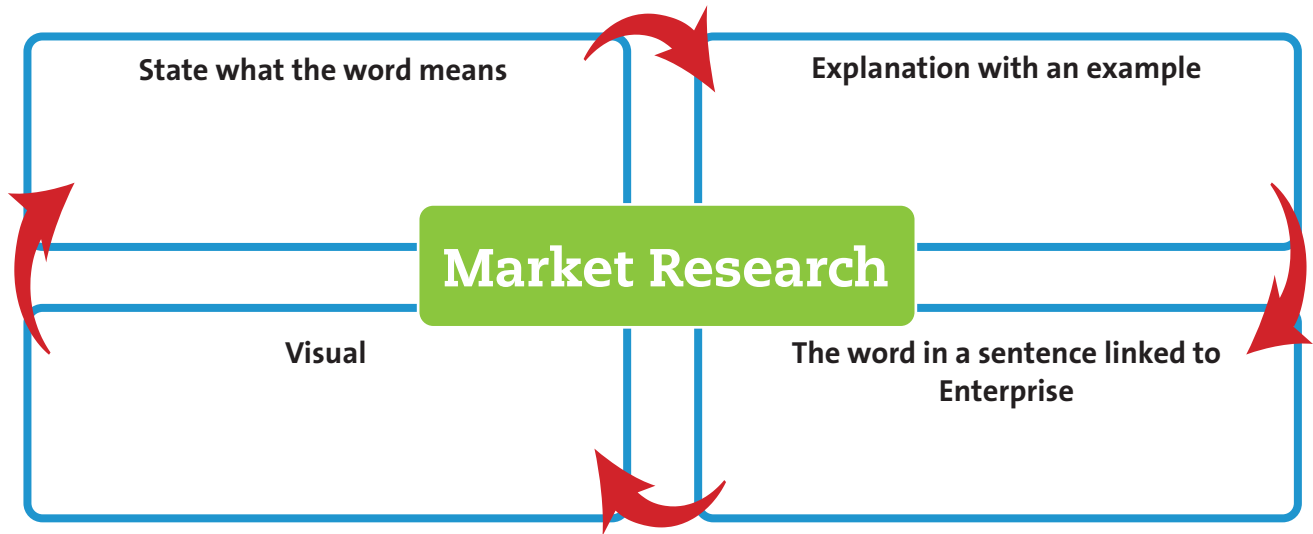 State what the word means
Explanation with an example
Market Research
Visual
The word in a sentence linked to
Enterprise